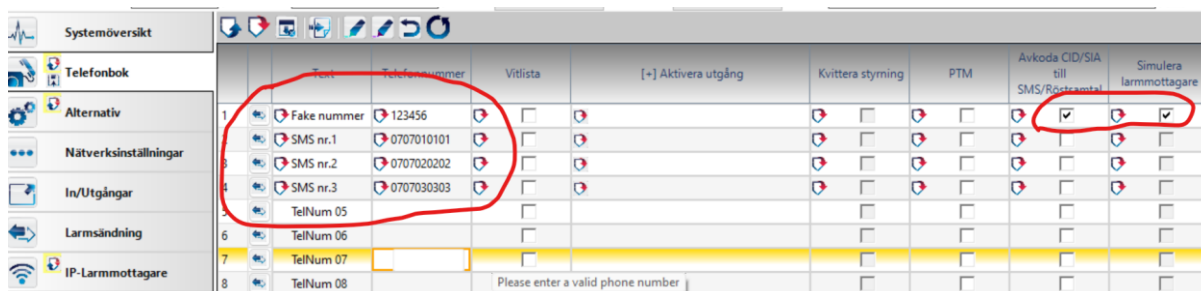 Systemöversikt
Telefonbok
Alternativ
Nätverksinställningar
In/Utgångar
Larmsändning
IP-Larmmottagare
Text Telefonnummer Vitlista [+] Aktivera utgång Kvittera styrning PTM Avkoda CID/SIA till SMS/Röstsamtal Simulera larmmottagare
1 Fake nummer 123456
SMS nr.1 0707010101
3 SMS nr.2 0707020202
4 SMS nr.3 0707030303
5 TelNum 05
6 TelNum 06
7 TelNum 07
Please enter a valid phone number
8 TelNum 08